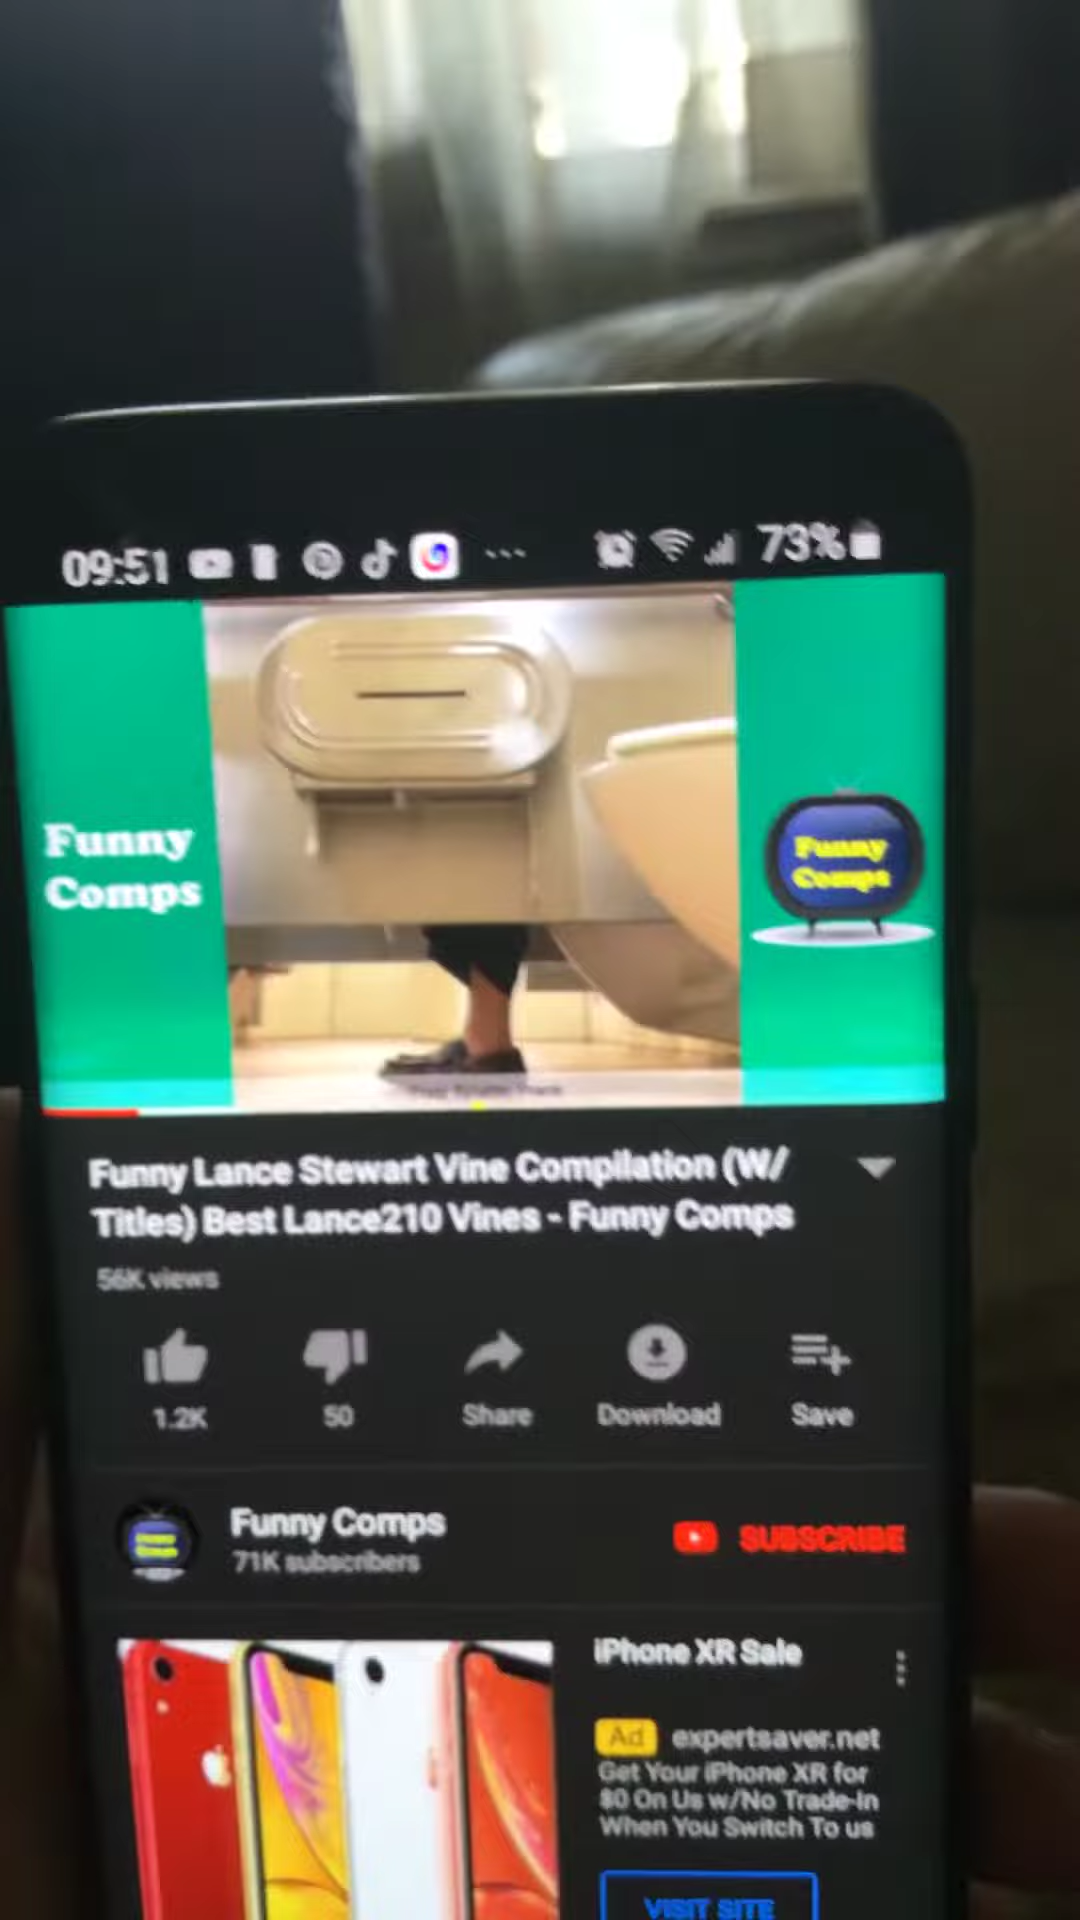 09:51
73%
Funny
Comps
Funny
Comps
Funny Lance Stewart Vine Compilation (W/
Titles) Best Lance210 Vines - Funny Comps
56K views
1.2K
50
Share
Download
Save
Funny Comps
71K subscribers
SUBSCRIBE
iPhone XR Sale
Ad expertsaver.net
Get Your iPhone XR for
$0 On Us w/No Trade-In
When You Switch To us
VISIT SITE